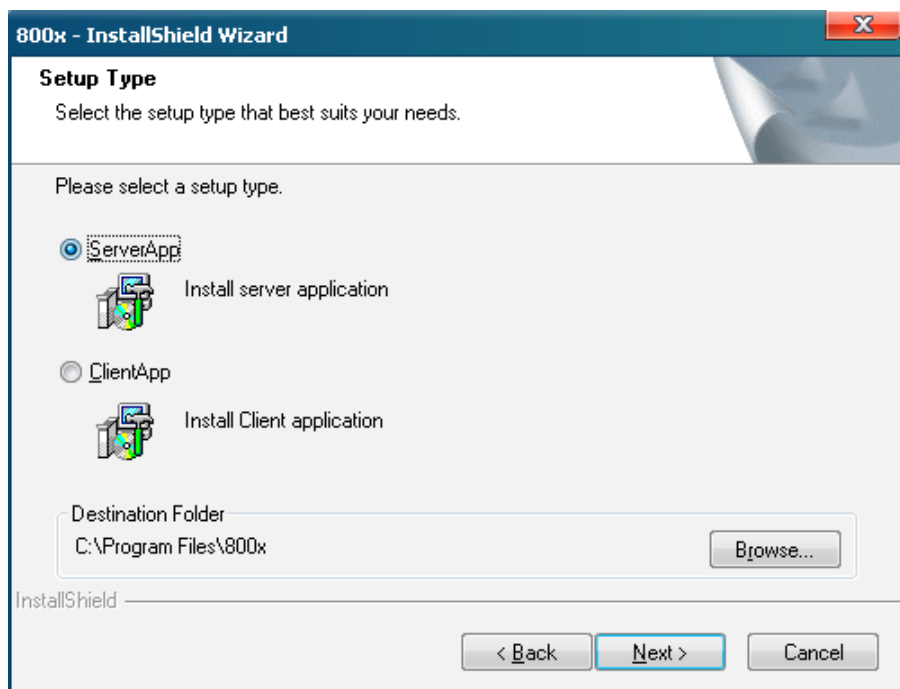 800x - InstallShield Wizard
Setup Type
Select the setup type that best suits your needs.
Please select a setup type.
ServerApp
Install server application
ClientApp
Install Client application
Destination Folder
C:\Program Files\800x
Browse...
InstallShield
< Back
Next >
Cancel